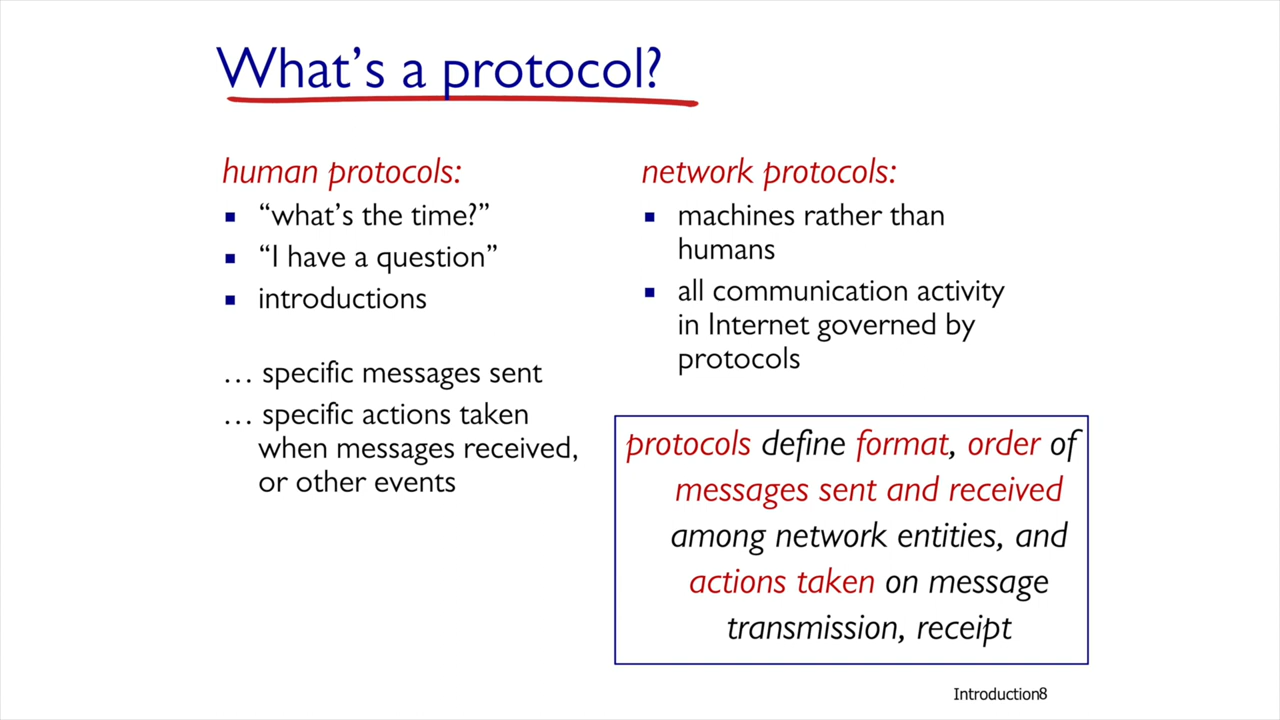 What’s a protocol?
human protocols:
“what’s the time?”
“I have a question”
introductions
… specific messages sent
… specific actions taken
when messages received,
or other events
network protocols:
machines rather than
humans
all communication activity
in Internet governed by
protocols
protocols define format, order of
messages sent and received
among network entities, and
actions taken on message
transmission, receipt
Introduction8